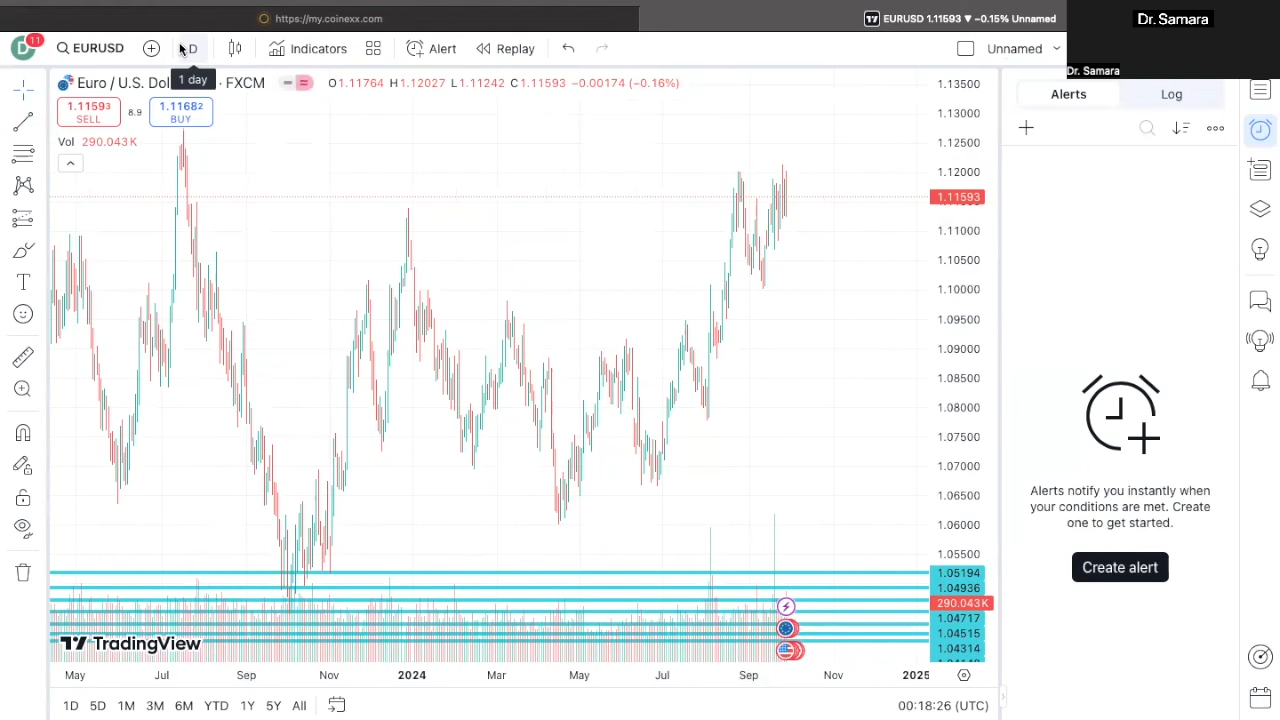 https://my.coinexx.com
EURUSD 1.11593 ▼ −0.15% Unnamed
Dr. Samara
Dr. Samara
D
11
EURUSD
D
Indicators
Alert
Replay
Unnamed
1 day
Euro / U.S. Dol
· FXCM
O1.11764 H1.12027 L1.11242 C1.11593 −0.00174 (−0.16%)
1.11593
SELL
8.9
1.11682
BUY
Vol 290.043K
Alerts
Log
1.13500
1.13000
1.12500
1.12000
1.11593
1.11000
1.10500
1.10000
1.09500
1.09000
1.08500
1.08000
1.07500
1.07000
1.06500
1.06000
1.05500
1.05194
1.04936
290.043K
1.04717
1.04515
1.04314
Alerts notify you instantly when
your conditions are met. Create
one to get started.
Create alert
TradingView
May Jul Sep Nov 2024 Mar May Jul Sep Nov 2025
1D 5D 1M 3M 6M YTD 1Y 5Y All
00:18:26 (UTC)